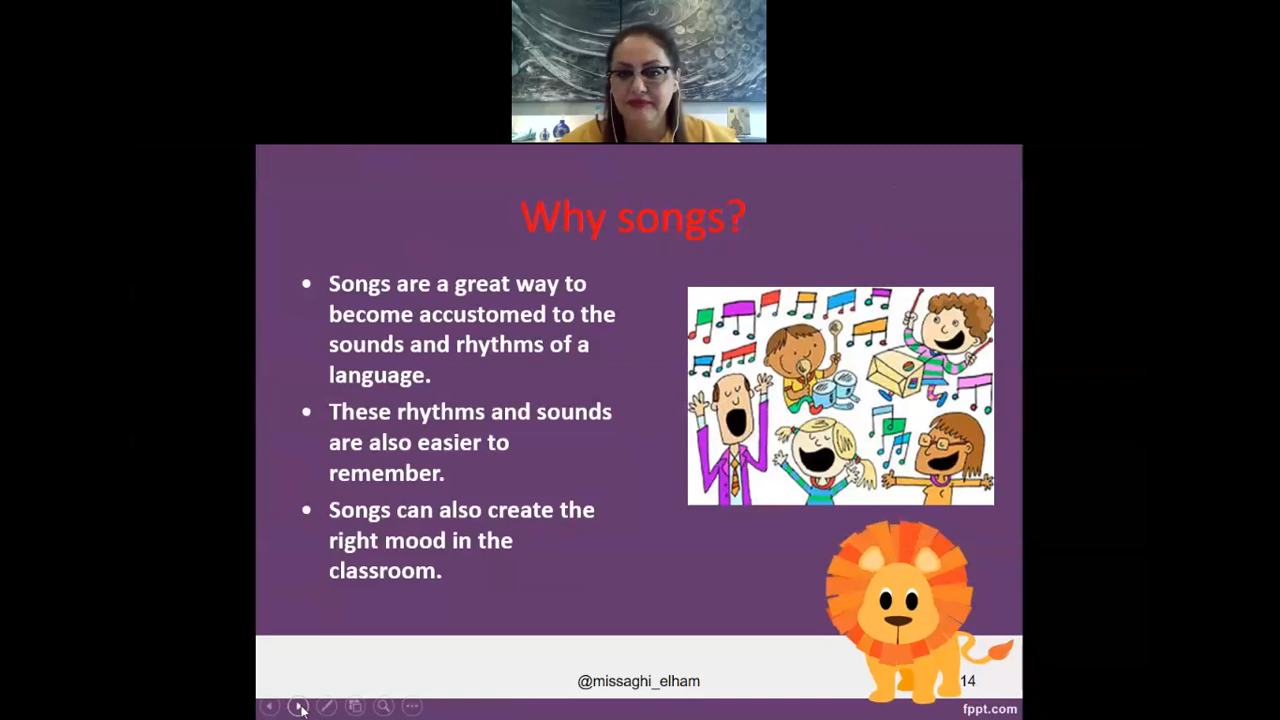 Why songs?
• Songs are a great way to
become accustomed to the
sounds and rhythms of a
language.
• These rhythms and sounds
are also easier to
remember.
• Songs can also create the
right mood in the
classroom.
@missaghi_elham
14
fppt.com